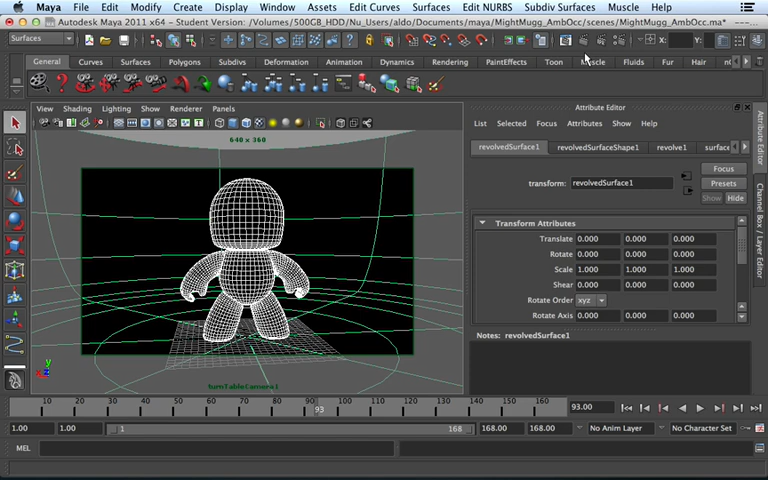 Maya File Edit Modify Create Display Window Assets Edit Curves Surfaces Edit NURBS Subdiv Surfaces Muscle Help
Autodesk Maya 2011 x64 - Student Version: /Volumes/500GB_HDD/Nu_Users/aldo/Documents/maya/MightMugg_AmbOcc/scenes/MightMugg_AmbOcc.ma*
Surfaces X: Y:
General Curves Surfaces Polygons Subdivs Deformation Animation Dynamics Rendering PaintEffects Toon Muscle Fluids Fur Hair
View Shading Lighting Show Renderer Panels
640 x 360
turnTableCamera1
y
x
Attribute Editor
List Selected Focus Attributes Show Help
revolvedSurface1 revolvedSurfaceShape1 revolve1
transform: revolvedSurface1
Focus
Presets
Show Hide
Transform Attributes
Translate 0.000 0.000 0.000
Rotate 0.000 0.000 0.000
Scale 1.000 1.000 1.000
Shear 0.000 0.000 0.000
Rotate Order xyz
Rotate Axis 0.000 0.000 0.000
Notes: revolvedSurface1
Attribute Editor
Channel Box / Layer Editor
10 20 30 40 50 60 70 80 93 100 110 120 130 140 150 160
93.00
1.00 1.00 1 168 168.00 168.00 No Anim Layer No Character Set
MEL